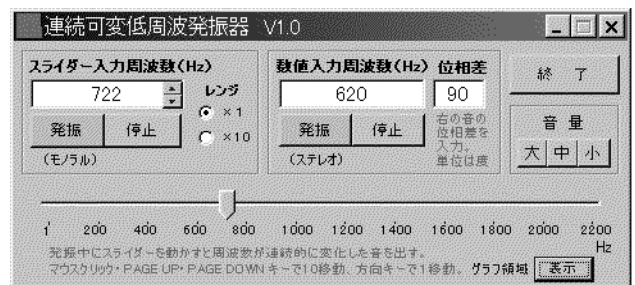 連続可変低周波発振器 V1.0
スライダー入力周波数(Hz)
722
レンジ
×1
×10
発振 停止
(モノラル)
数値入力周波数(Hz) 位相差
620 90
発振 停止
(ステレオ)
右の音の
位相差を
入力。
単位は度
終 了
音 量
大 中 小
1 200 400 600 800 1000 1200 1400 1600 1800 2000 2200
Hz
発振中にスライダーを動かすと周波数が連続的に変化した音を出す。
マウスクリック・PAGE UP・PAGE DOWNキーで10移動、方向キーで1移動。 グラフ領域 表示